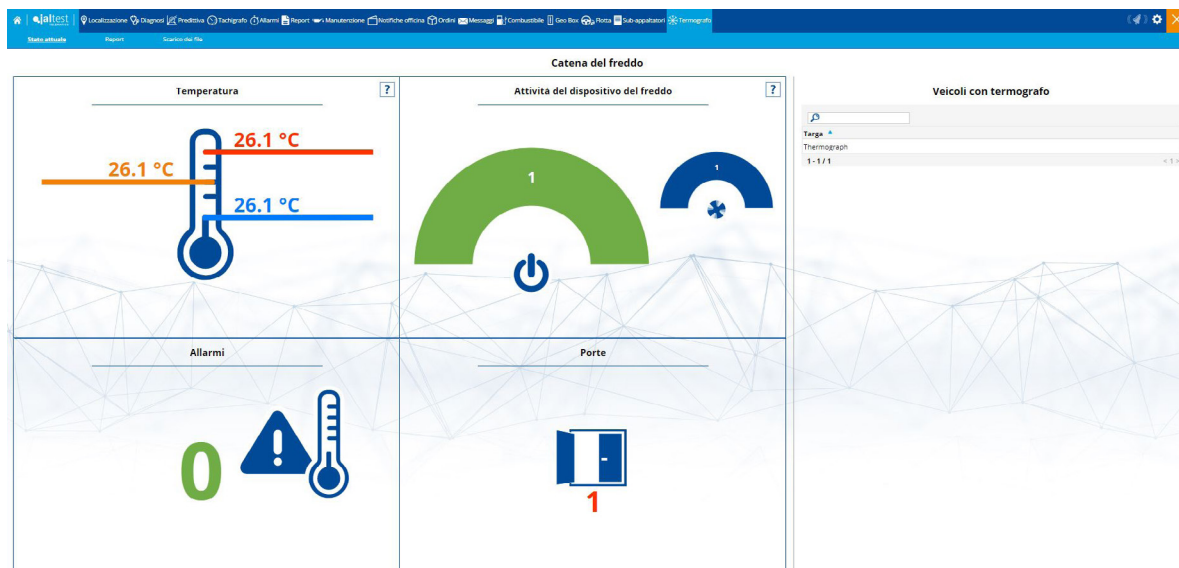 jaltest Localizzazione Diagnosi Predittiva Tachigrafo Allarmi Report Manutenzione Notifiche officina Ordini Messaggi Combustibile Geo Box Flotta Sub-appaltatori Termografo
Stato attuale Report Scarico dei file
Catena del freddo
Temperatura ?
26.1 °C
26.1 °C
26.1 °C
Attività del dispositivo del freddo ?
1
1
Allarmi
0
Porte
1
Veicoli con termografo
Targa
Thermograph
1 - 1 / 1 < 1 >